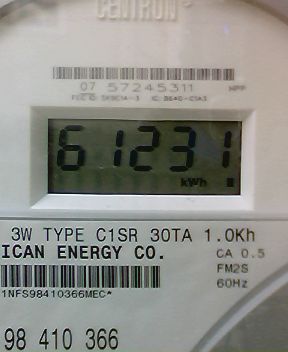 CENTRON®
07 57245311 NPP
61231
kWh
3W TYPE C1SR 30TA 1.0Kh
ICAN ENERGY CO.
CA 0.5
FM2S
60Hz
1NFS98410366MEC*
98 410 366